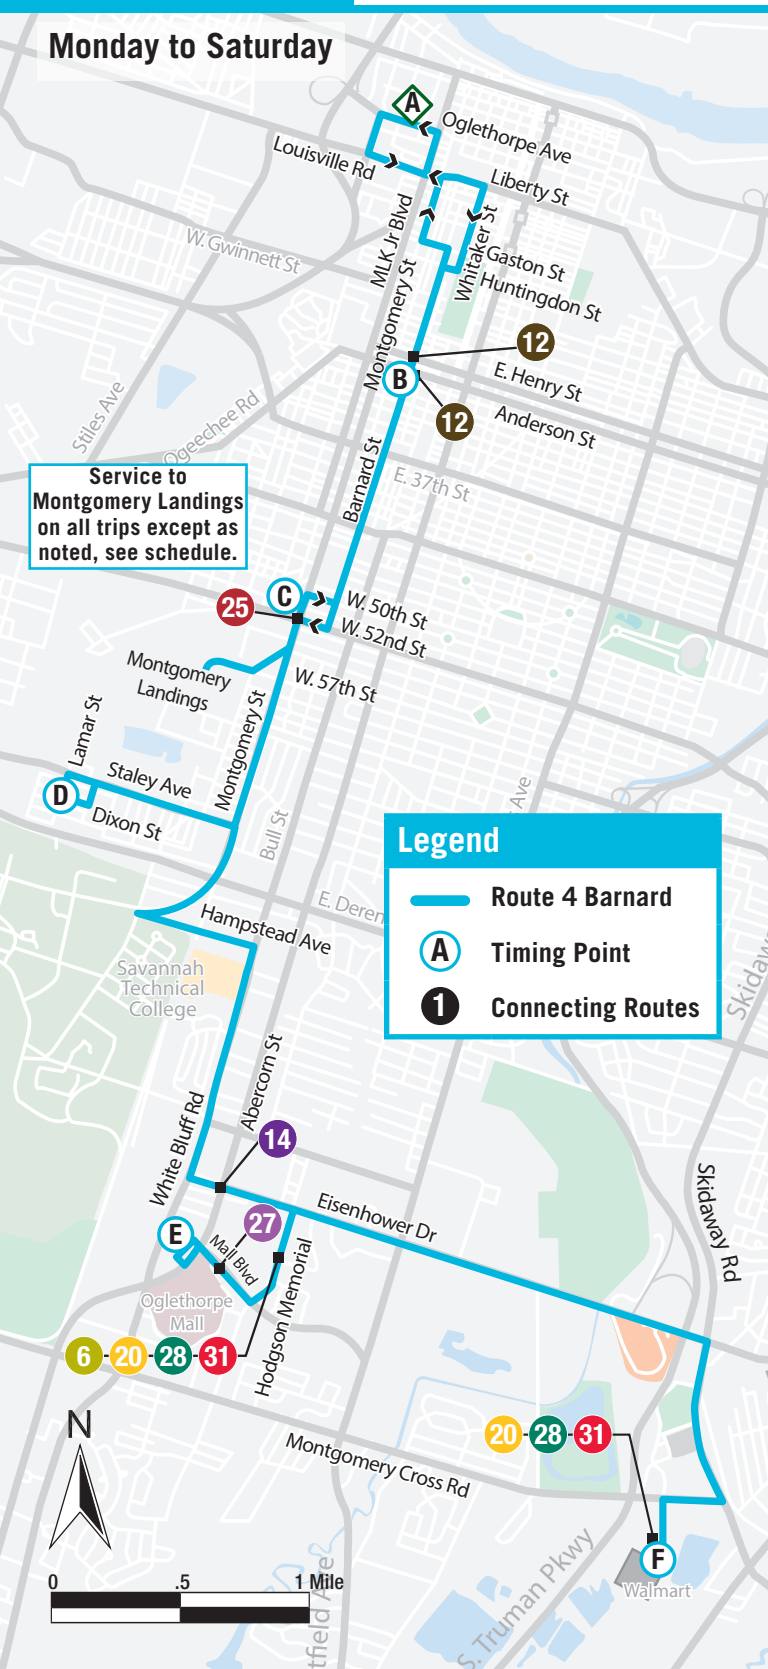 Monday to Saturday
A
Oglethorpe Ave
Louisville Rd
Liberty St
MLK Jr Blvd
Whitaker St
W. Gwinnett St
Gaston St
Huntingdon St
Montgomery St
12
B
E. Henry St
Stiles Ave
Ogeechee Rd
12
Anderson St
Barnard St
E. 37th St
Service to
Montgomery Landings
on all trips except as
noted, see schedule.
C
25
W. 50th St
W. 52nd St
Montgomery
Landings
W. 57th St
Lamar St
Montgomery St
Staley Ave
D
Dixon St
Bull St
Ave
Legend
Route 4 Barnard
A
Timing Point
1
Connecting Routes
E. Deren
Hampstead Ave
Savannah
Technical
College
Skidaw
Abercorn St
White Bluff Rd
14
Skidaway Rd
Eisenhower Dr
27
E
Mall Blvd
Hodgson Memorial
Oglethorpe
Mall
6
20
28
31
N
20
28
31
Montgomery Cross Rd
F
Walmart
S. Truman Pkwy
tfield Ave
0
.5
1 Mile